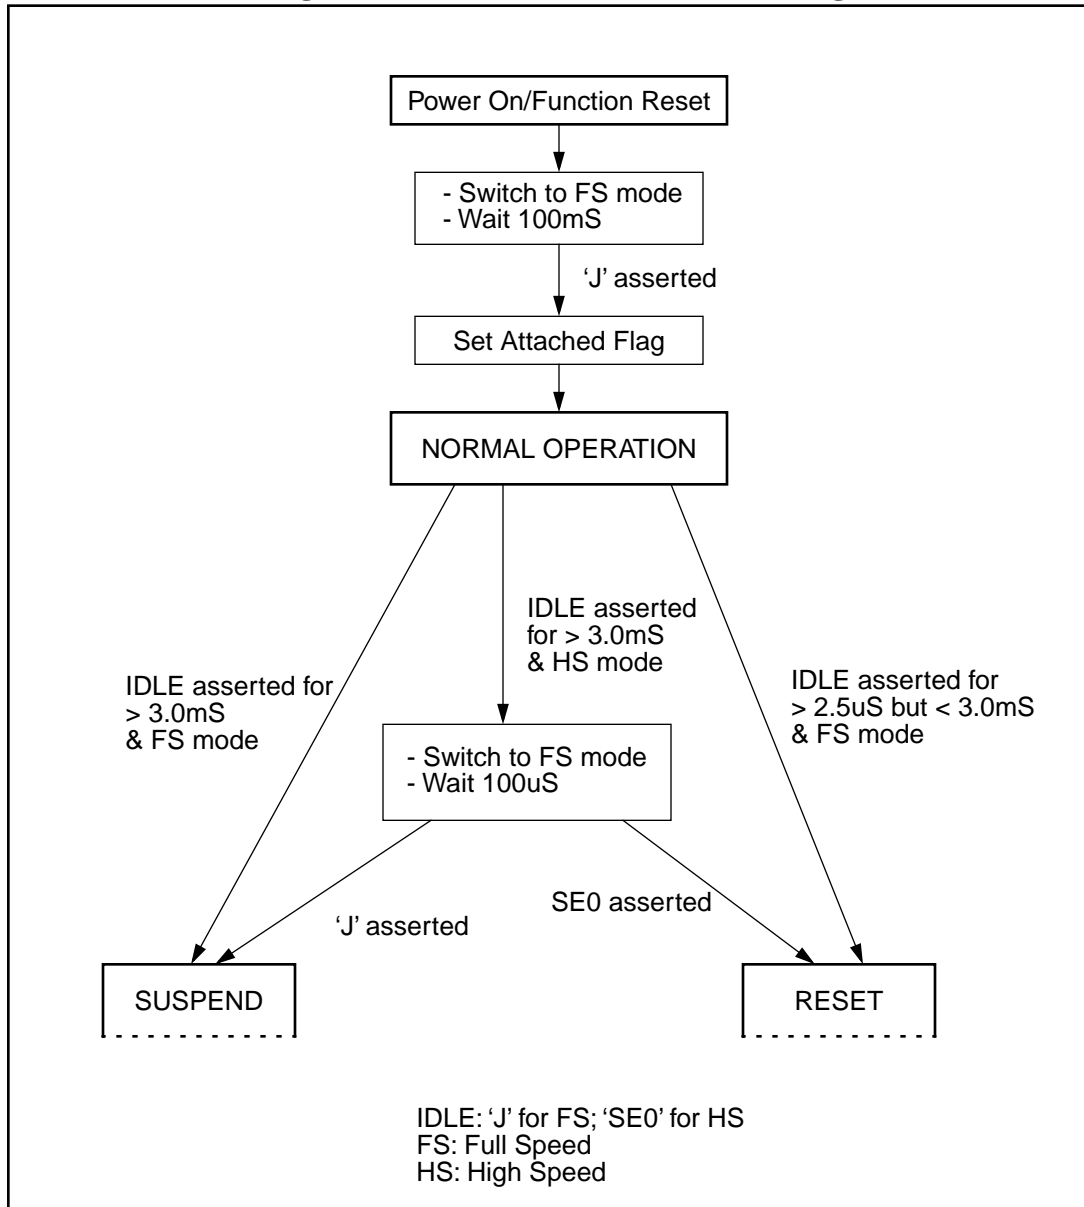 Power On/Function Reset
- Switch to FS mode
- Wait 100mS
‘J’ asserted
Set Attached Flag
NORMAL OPERATION
IDLE asserted
for > 3.0mS
& HS mode
IDLE asserted for
> 3.0mS
& FS mode
IDLE asserted for
> 2.5uS but < 3.0mS
& FS mode
- Switch to FS mode
- Wait 100uS
SE0 asserted
‘J’ asserted
SUSPEND
RESET
IDLE: ‘J’ for FS; ‘SE0’ for HS
FS: Full Speed
HS: High Speed